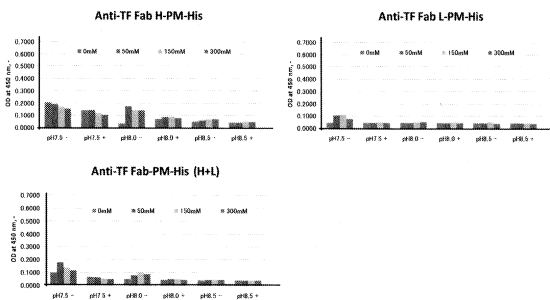 Anti-TF Fab H-PM-His
OD at 450 nm, -
0.7000
0.6000
0.5000
0.4000
0.3000
0.2000
0.1000
0.0000
0mM 50mM 150mM 300mM
pH7.5 − pH7.5 + pH8.0 − pH8.0 + pH8.5 − pH8.5 +
Anti-TF Fab L-PM-His
OD at 450 nm, -
0.7000
0.6000
0.5000
0.4000
0.3000
0.2000
0.1000
0.0000
0mM 50mM 150mM 300mM
pH7.5 − pH7.5 + pH8.0 − pH8.0 + pH8.5 − pH8.5 +
Anti-TF Fab-PM-His (H+L)
OD at 450 nm, -
0.7000
0.6000
0.5000
0.4000
0.3000
0.2000
0.1000
0.0000
0mM 50mM 150mM 300mM
pH7.5 − pH7.5 + pH8.0 − pH8.0 + pH8.5 − pH8.5 +